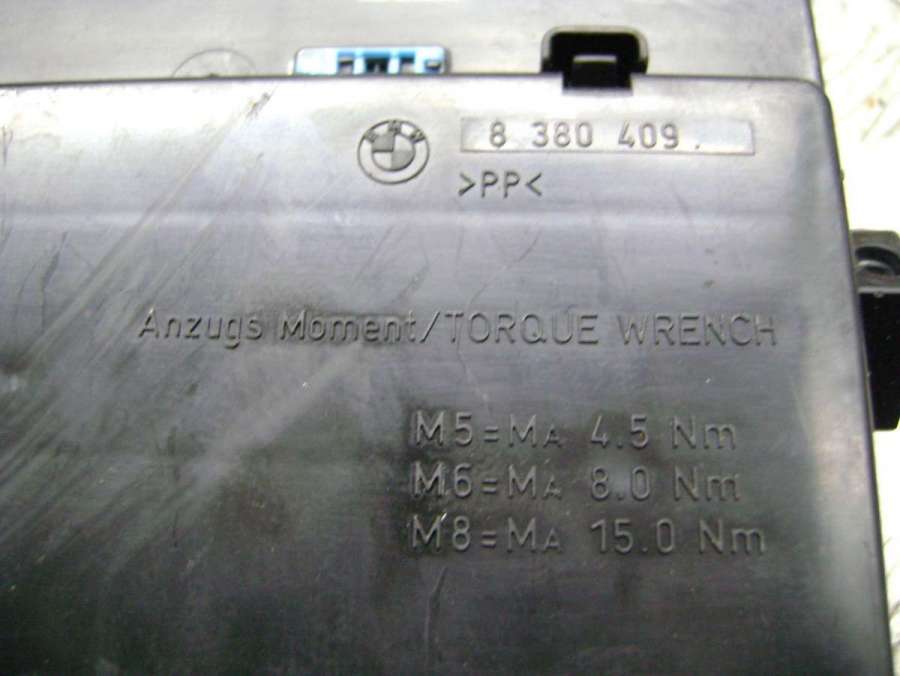 BMW
8 380 409.
>PP<
Anzugs Moment/TORQUE WRENCH
M5=MA 4.5 Nm
M6=MA 8.0 Nm
M8=MA 15.0 Nm